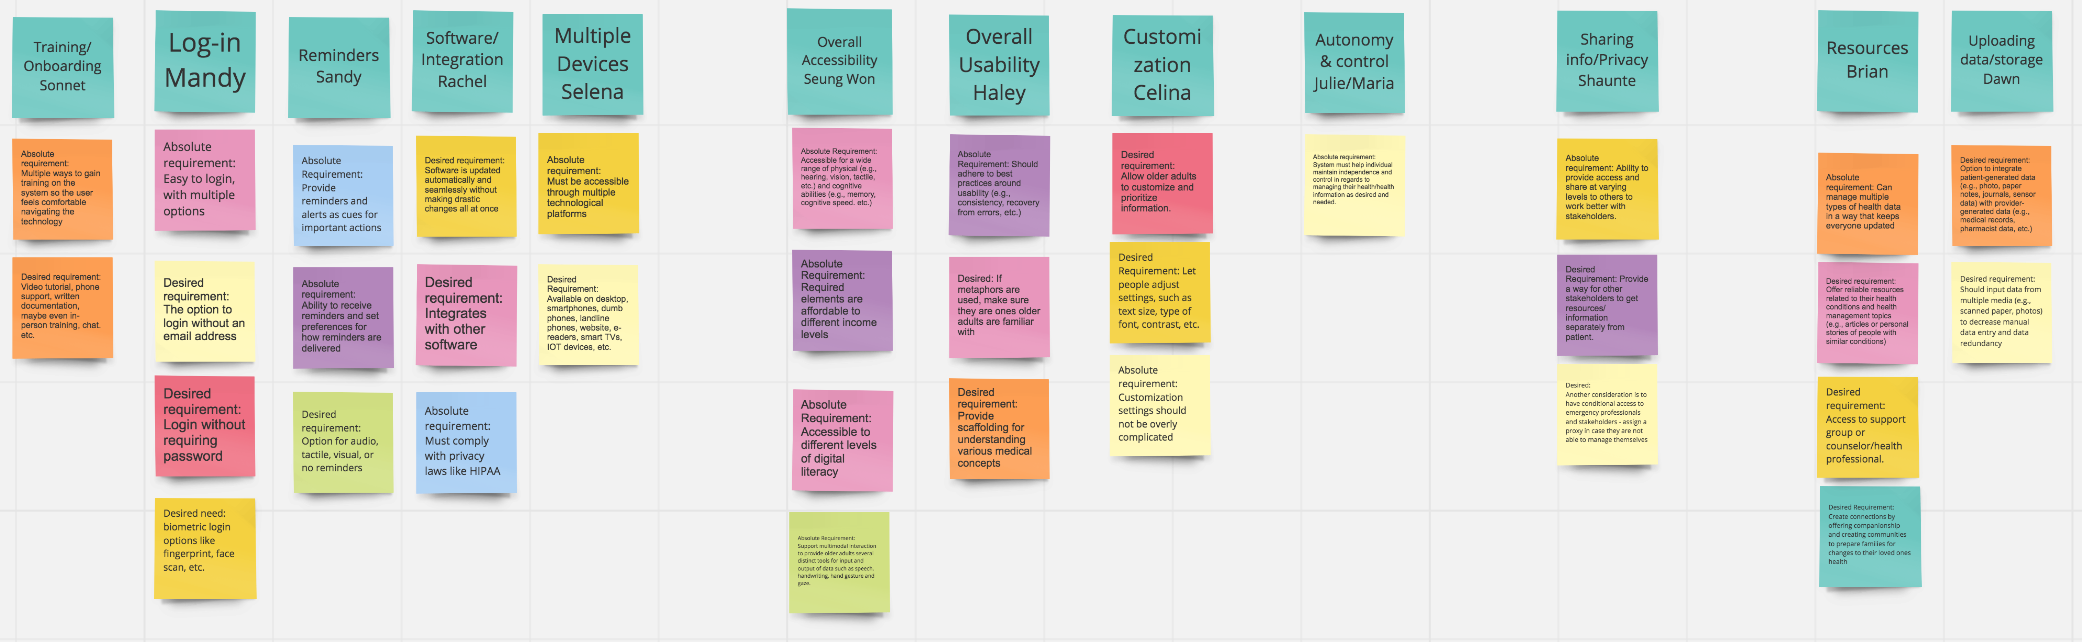 Training/
Onboarding
Sonnet
Log-in
Mandy
Reminders
Sandy
Software/
Integration
Rachel
Multiple
Devices
Selena
Overall
Accessibility
Seung Won
Overall
Usability
Haley
Customi
zation
Celina
Autonomy
& control
Julie/Maria
Sharing
info/Privacy
Shaunte
Resources
Brian
Uploading
data/storage
Dawn
Absolute
requirement:
Multiple ways to gain
training on the
system so the user
feels comfortable
navigating the
technology
Desired requirement:
Video tutorial, phone
support, written
documentation,
maybe even in-
person training, chat.
etc.
Absolute
requirement:
Easy to login,
with multiple
options
Desired
requirement:
The option to
login without an
email address
Desired
requirement:
Login without
requiring
password
Desired need:
biometric login
options like
fingerprint, face
scan, etc.
Absolute
Requirement:
Provide
reminders and
alerts as cues for
important actions
Absolute
requirement:
Ability to receive
reminders and set
preferences for
how reminders are
delivered
Desired
requirement:
Option for audio,
tactile, visual, or
no reminders
Desired requirement:
Software is updated
automatically and
seamlessly without
making drastic
changes all at once
Desired
requirement:
Integrates
with other
software
Absolute
requirement:
Must comply
with privacy
laws like HIPAA
Absolute
requirement:
Must be accessible
through multiple
technological
platforms
Desired
Requirement:
Available on desktop,
smartphones, dumb
phones, landline
phones, website, e-
readers, smart TVs,
IOT devices, etc.
Absolute Requirement:
Accessible for a wide
range of physical (e.g.,
hearing, vision, tactile,
etc.) and cognitive
abilities (e.g., memory,
cognitive speed. etc.)
Absolute
Requirement:
Required
elements are
affordable to
different income
levels
Absolute
Requirement:
Accessible to
different levels
of digital
literacy
Absolute Requirement:
Support multimodal interaction
to provide older adults several
distinct tools for input and
output of data such as speech,
handwriting, hand gesture and
gaze.
Absolute
Requirement: Should
adhere to best
practices around
usability (e.g.,
consistency, recovery
from errors, etc.)
Desired: If
metaphors are
used, make sure
they are ones older
adults are familiar
with
Desired
requirement:
Provide
scaffolding for
understanding
various medical
concepts
Desired
requirement:
Allow older adults
to customize and
prioritize
information.
Desired
Requirement: Let
people adjust
settings, such as
text size, type of
font, contrast, etc.
Absolute
requirement:
Customization
settings should
not be overly
complicated
Absolute requirement:
System must help individual
maintain independence and
control in regards to
managing their health/health
information as desired and
needed.
Absolute
requirement: Ability to
provide access and
share at varying
levels to others to
work better with
stakeholders.
Desired
Requirement: Provide
a way for other
stakeholders to get
resources/
information
separately from
patient.
Desired:
Another consideration is to
have conditional access to
emergency professionals
and stakeholders - assign a
proxy in case they are not
able to manage themselves
Absolute
requirement: Can
manage multiple
types of health data
in a way that keeps
everyone updated
Desired requirement:
Offer reliable resources
related to their health
conditions and health
management topics
(e.g., articles or personal
stories of people with
similar conditions)
Desired
requirement:
Access to support
group or
counselor/health
professional.
Desired Requirement:
Create connections by
offering companionship
and creating communities
to prepare families for
changes to their loved ones
health
Desired requirement:
Option to integrate
patient-generated data
(e.g., photo, paper
notes, journals, sensor
data) with provider-
generated data (e.g.,
medical records,
pharmacist data, etc.)
Desired requirement:
Should input data from
multiple media (e.g.,
scanned paper, photos)
to decrease manual
data entry and data
redundancy